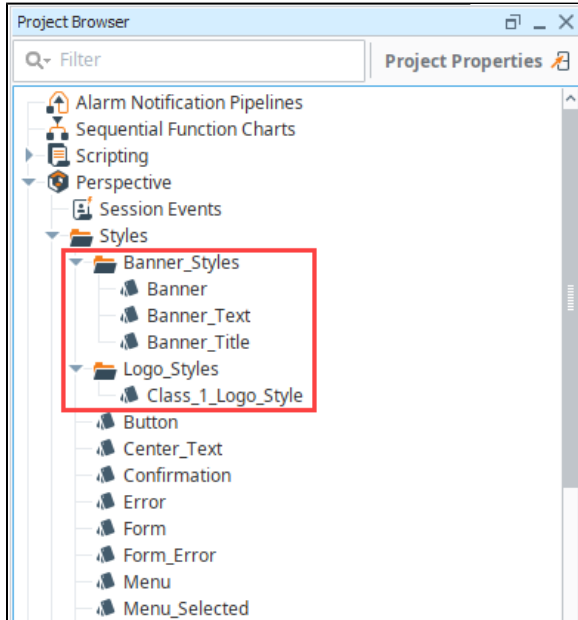 Project Browser
Filter
Project Properties
Alarm Notification Pipelines
Sequential Function Charts
Scripting
Perspective
Session Events
Styles
Banner_Styles
Banner
Banner_Text
Banner_Title
Logo_Styles
Class_1_Logo_Style
Button
Center_Text
Confirmation
Error
Form
Form_Error
Menu
Menu_Selected